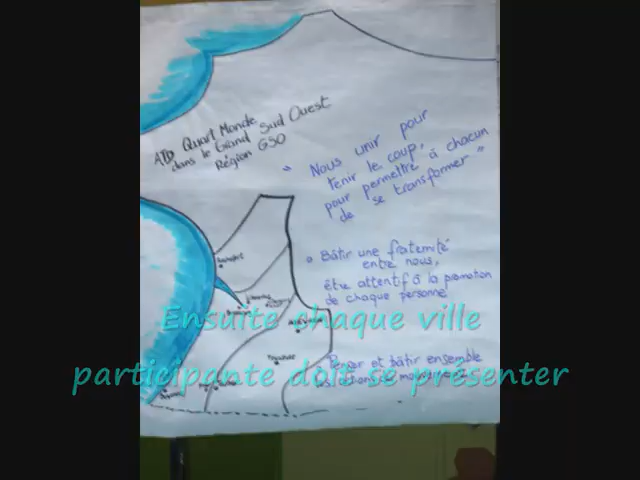 ATD Quart Monde
dans le Grand Sud Ouest
Région GSO
" Nous unir pour
tenir le coup,
pour permettre à chacun
de se transformer "
Bâtir une fraternité
entre nous,
être attentif à la promotion
de chaque personne
Ensuite chaque ville
Penser et bâtir ensemble
participante doit se présenter